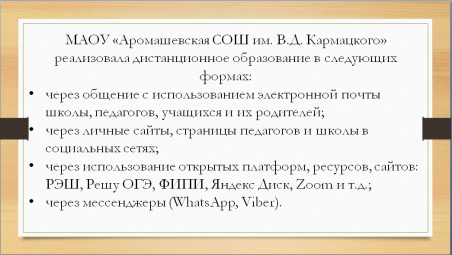 МАОУ «Аромашевская СОШ им. В.Д. Кармацкого»
реализовала дистанционное образование в следующих
формах:
• через общение с использованием электронной почты
школы, педагогов, учащихся и их родителей;
• через личные сайты, страницы педагогов и школы в
социальных сетях;
• через использование открытых платформ, ресурсов, сайтов:
РЭШ, Решу ОГЭ, ФИПИ, Яндекс Диск, Zoom и т.д.;
• через мессенджеры (WhatsApp, Viber).